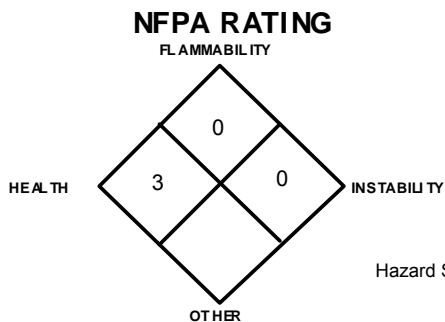 NFPA RATING
FLAMMABILITY
0
HEALTH 3 0 INSTABILITY
Hazard S
OTHER